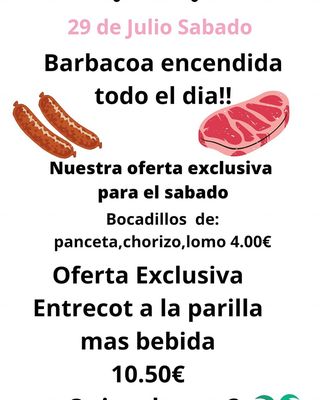 29 de Julio Sabado
Barbacoa encendida
todo el dia!!
Nuestra oferta exclusiva
para el sabado
Bocadillos de:
panceta,chorizo,lomo 4.00€
Oferta Exclusiva
Entrecot a la parilla
mas bebida
10.50€